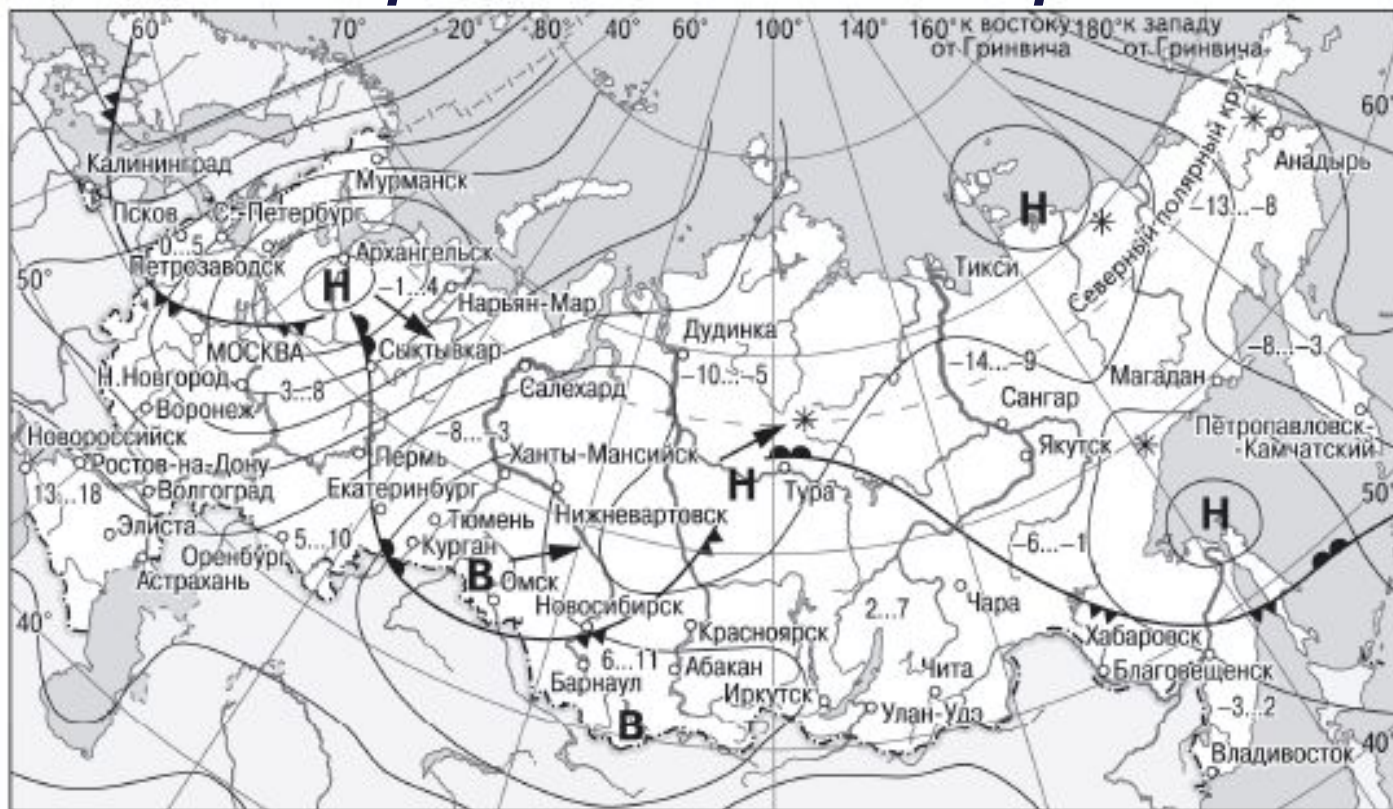 60° 70° 20° 80° 40° 60° 100° 140° 160° к востоку 180° к западу
от Гринвича от Гринвича
60°
Северный полярный круг
Калининград
Мурманск
Анадырь
Псков С.-Петербург
Н
–13...–8
–0...5
Петрозаводск
Архангельск
50°
Н
–1...4
Нарьян-Мар
Тикси
МОСКВА
Сыктывкар
Дудинка
–10...–5
–14...–9
–8...–3
Н.Новгород
3...8
Салехард
Магадан
Воронеж
Сангар
Новороссийск
–8...–3
Пермь
Ханты-Мансийск
Якутск
Петропавловск-
-Камчатский
Ростов-на-Дону
Н
Тура
50°
13...18
Волгоград
Екатеринбург
Нижневартовск
Н
Элиста
Тюмень
Оренбург
5...10
Курган
–6...–1
Астрахань
В
Омск
40°
Новосибирск
2...7
Чара
Красноярск
Хабаровск
6...11
Абакан
Чита
Благовещенск
Барнаул
Иркутск
Улан-Удэ
В
–3...2
40°
Владивосток